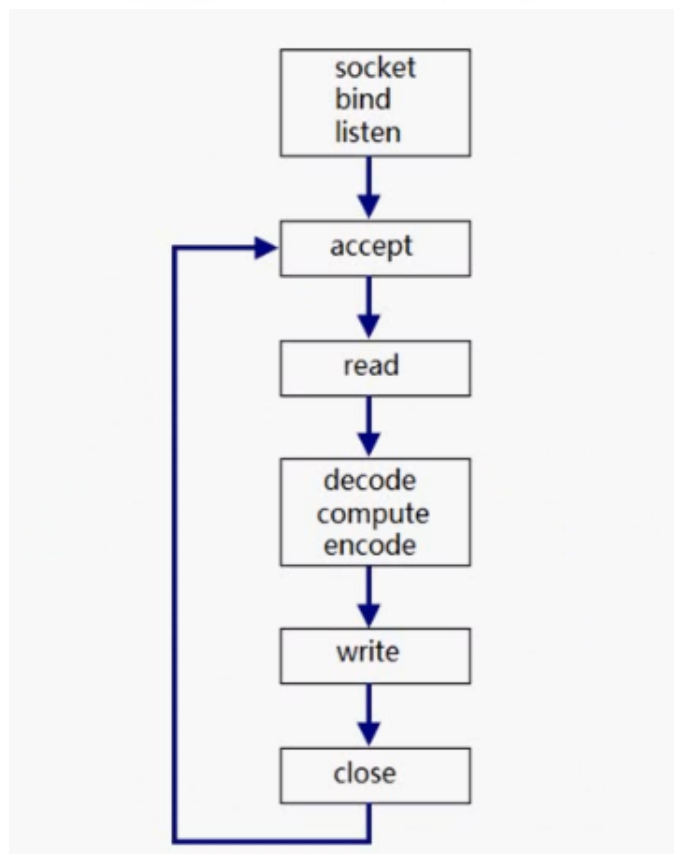 socket
bind
listen
accept
read
decode
compute
encode
write
close